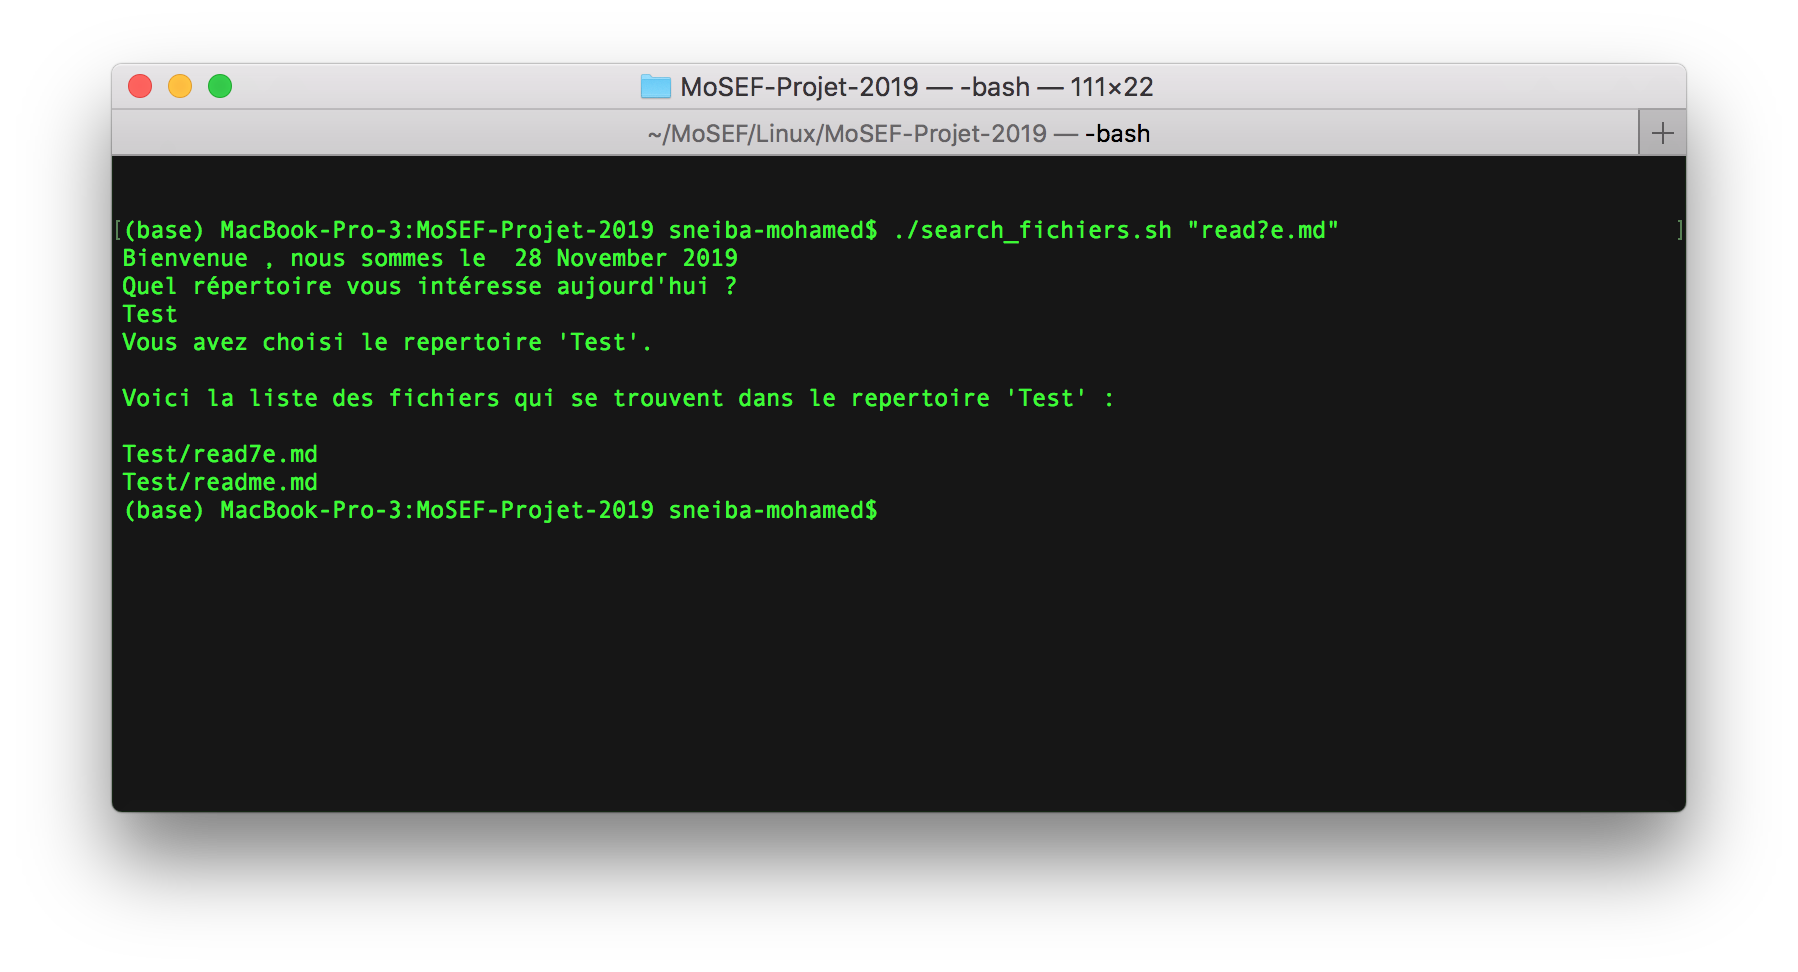 MoSEF-Projet-2019 — -bash — 111×22
~/MoSEF/Linux/MoSEF-Projet-2019 — -bash
[(base) MacBook-Pro-3:MoSEF-Projet-2019 sneiba-mohamed$ ./search_fichiers.sh "read?e.md" ]
Bienvenue , nous sommes le  28 November 2019
Quel répertoire vous intéresse aujourd'hui ?
Test
Vous avez choisi le repertoire 'Test'.
Voici la liste des fichiers qui se trouvent dans le repertoire 'Test' :
Test/read7e.md
Test/readme.md
(base) MacBook-Pro-3:MoSEF-Projet-2019 sneiba-mohamed$